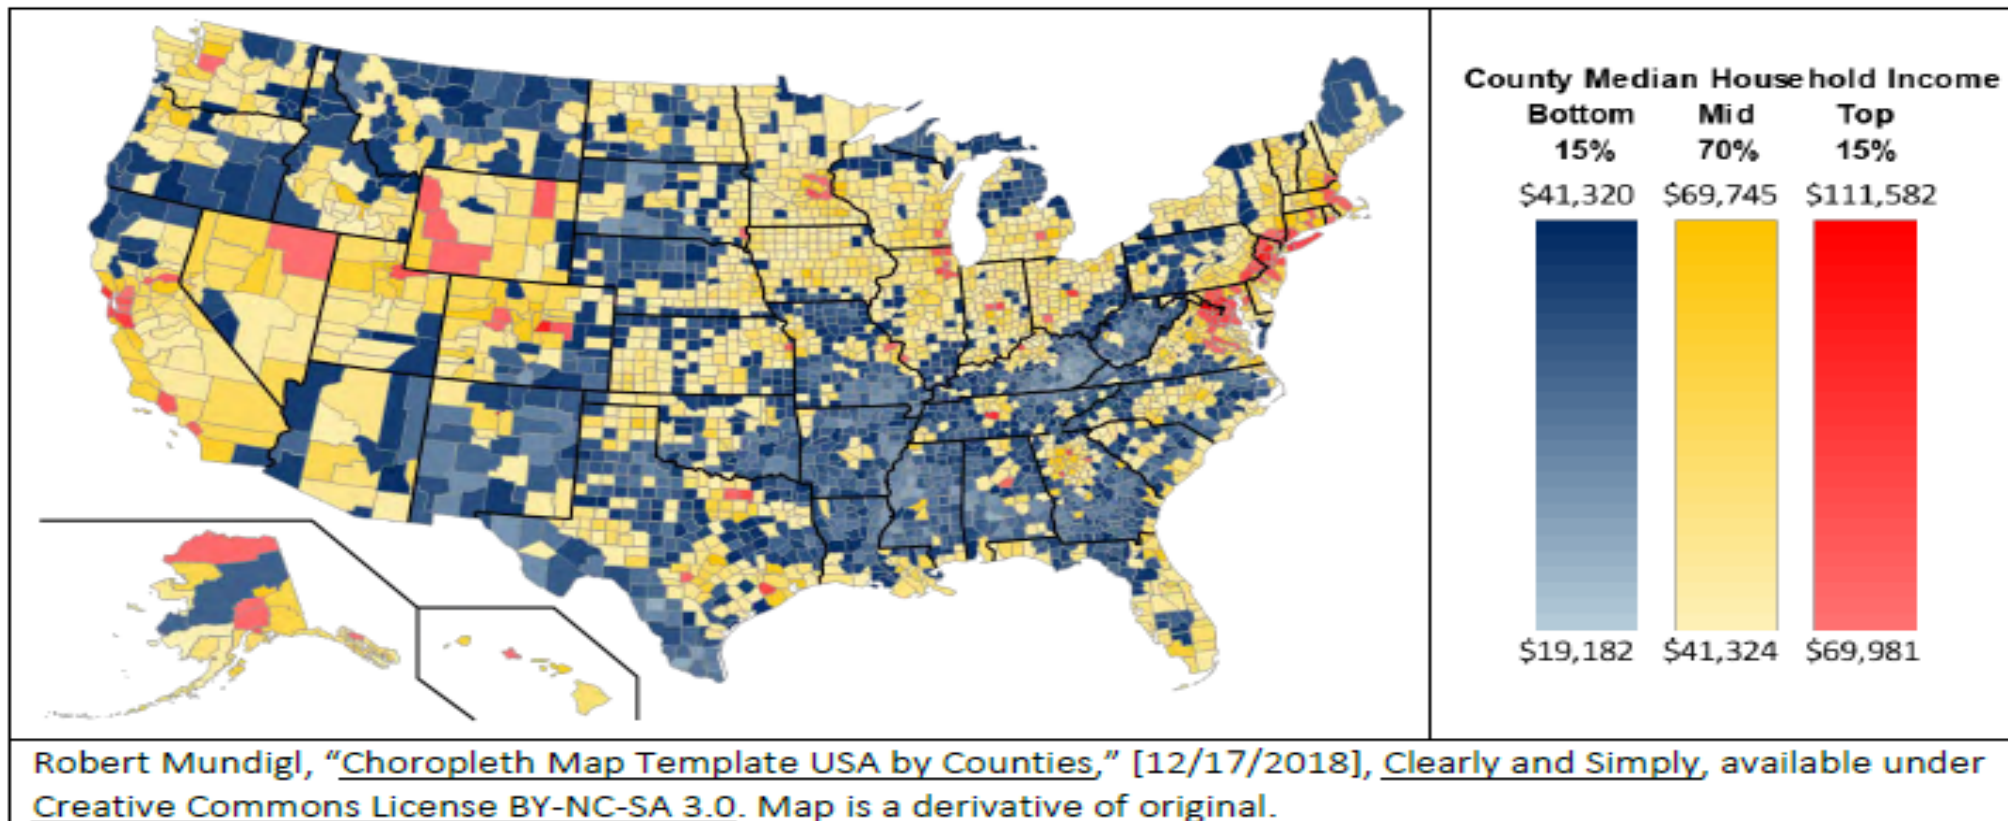 County Median Household Income
Bottom Mid Top
15% 70% 15%
$41,320 $69,745 $111,582
$19,182 $41,324 $69,981
Robert Mundigl, “Choropleth Map Template USA by Counties,” [12/17/2018], Clearly and Simply, available under
Creative Commons License BY-NC-SA 3.0. Map is a derivative of original.